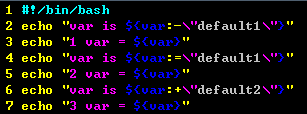 1 #!/bin/bash
2 echo "var is $(var:-\"default1\")"
3 echo "1 var = $(var)"
4 echo "var is $(var:=\"default1\")"
5 echo "2 var = $(var)"
6 echo "var is $(var:+\"default2\")"
7 echo "3 var = $(var)"